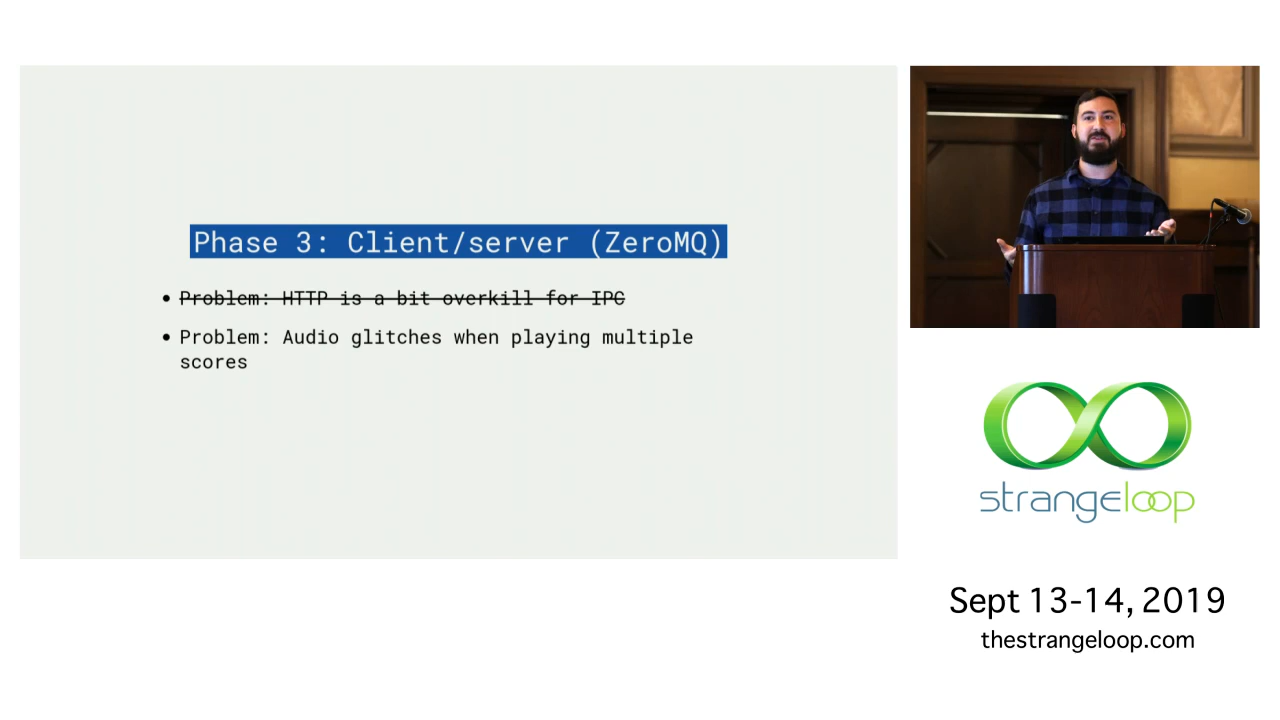 Phase 3: Client/server (ZeroMQ)
• Problem: HTTP is a bit overkill for IPC
• Problem: Audio glitches when playing multiple
scores
strangeloop
Sept 13-14, 2019
thestrangeloop.com